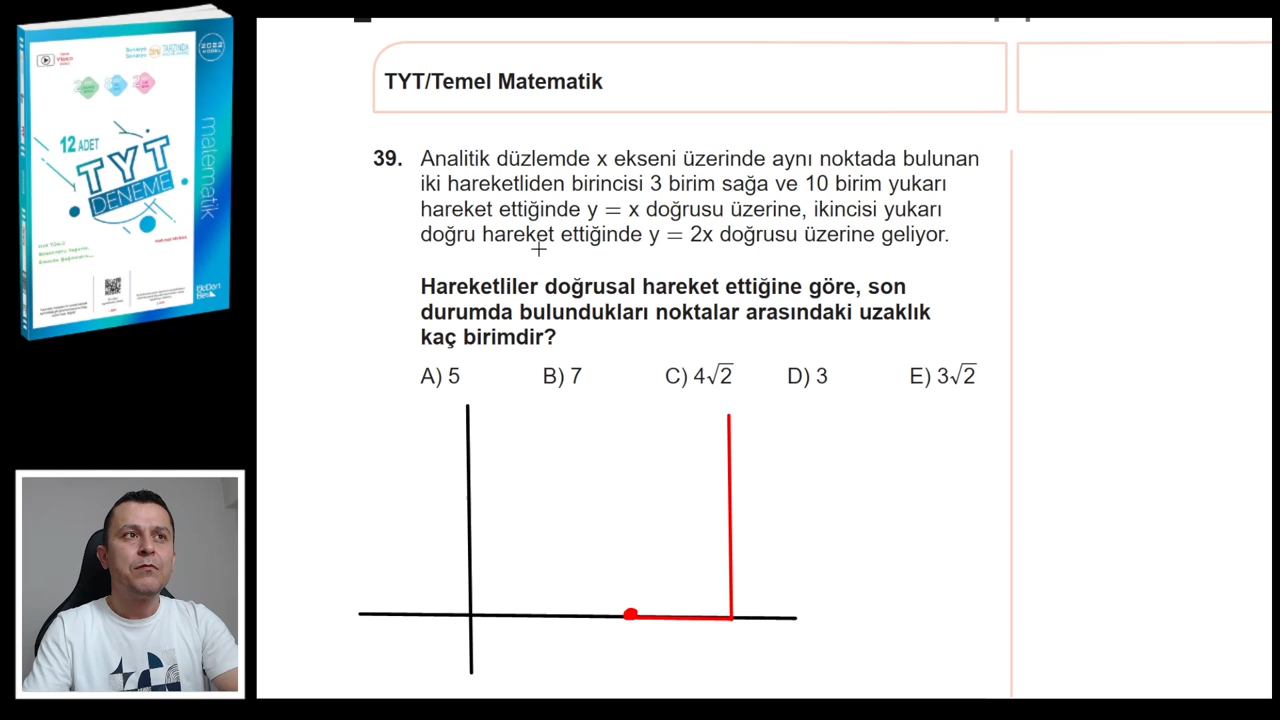 2022
12 ADET
TYT
DENEME
matematik
TYT/Temel Matematik
39. Analitik düzlemde x ekseni üzerinde aynı noktada bulunan
iki hareketliden birincisi 3 birim sağa ve 10 birim yukarı
hareket ettiğinde y = x doğrusu üzerine, ikincisi yukarı
doğru hareket ettiğinde y = 2x doğrusu üzerine geliyor.
Hareketliler doğrusal hareket ettiğine göre, son
durumda bulundukları noktalar arasındaki uzaklık
kaç birimdir?
A) 5 B) 7 C) 4√2 D) 3 E) 3√2